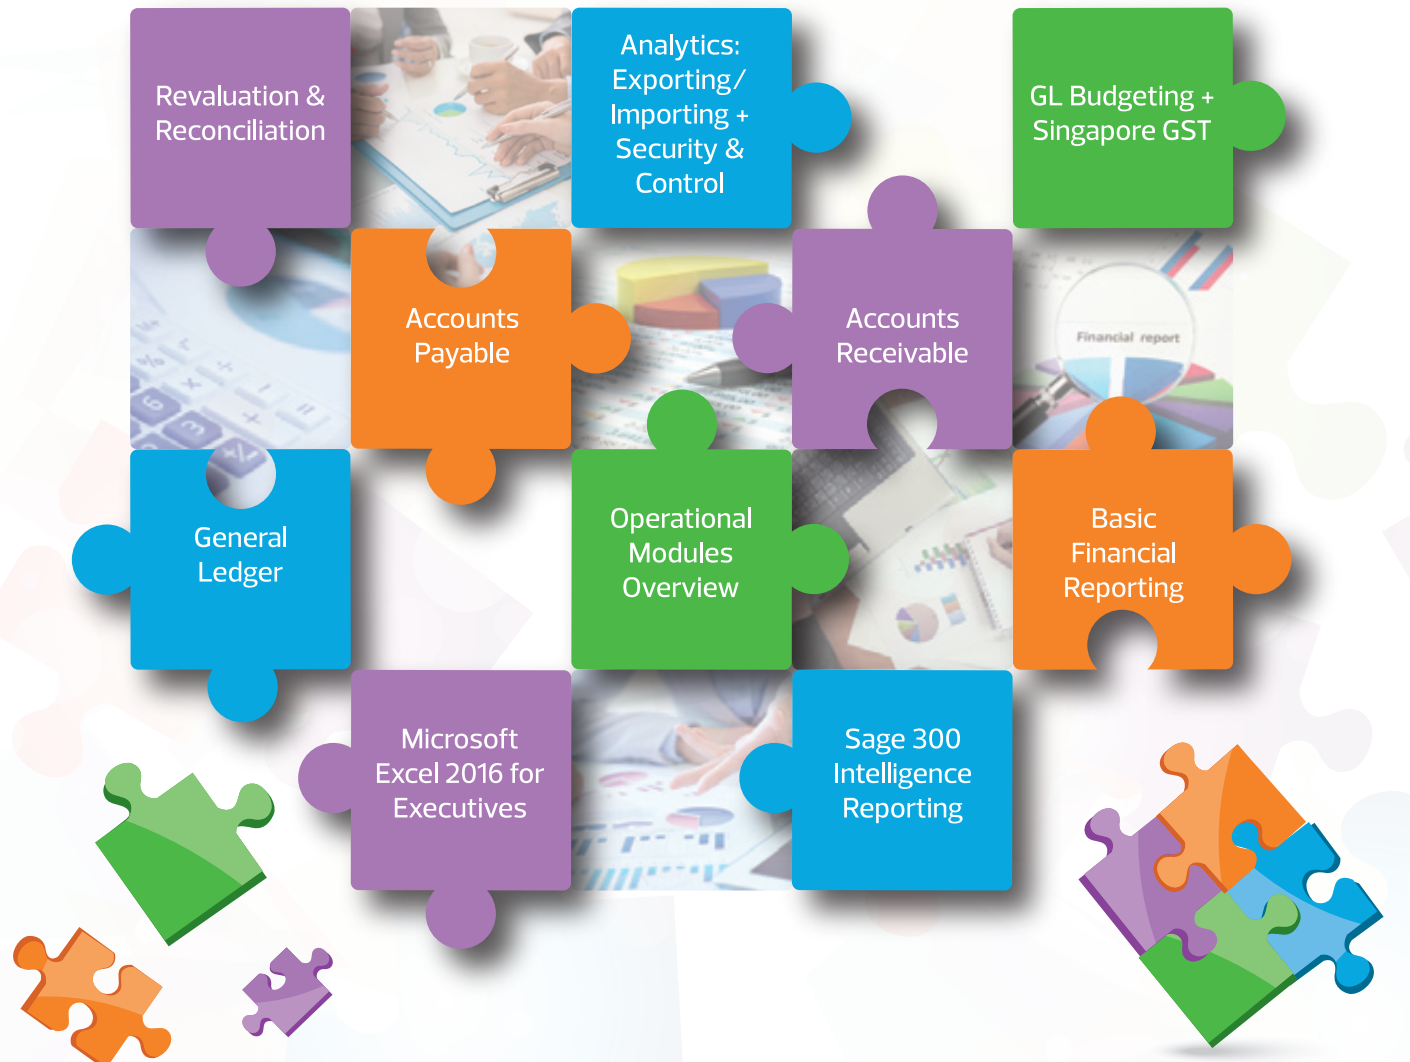 Revaluation &
Reconciliation
Analytics:
Exporting/
Importing +
Security &
Control
GL Budgeting +
Singapore GST
Accounts
Payable
Accounts
Receivable
Financial report
General
Ledger
Operational
Modules
Overview
Basic
Financial
Reporting
Microsoft
Excel 2016 for
Executives
Sage 300
Intelligence
Reporting